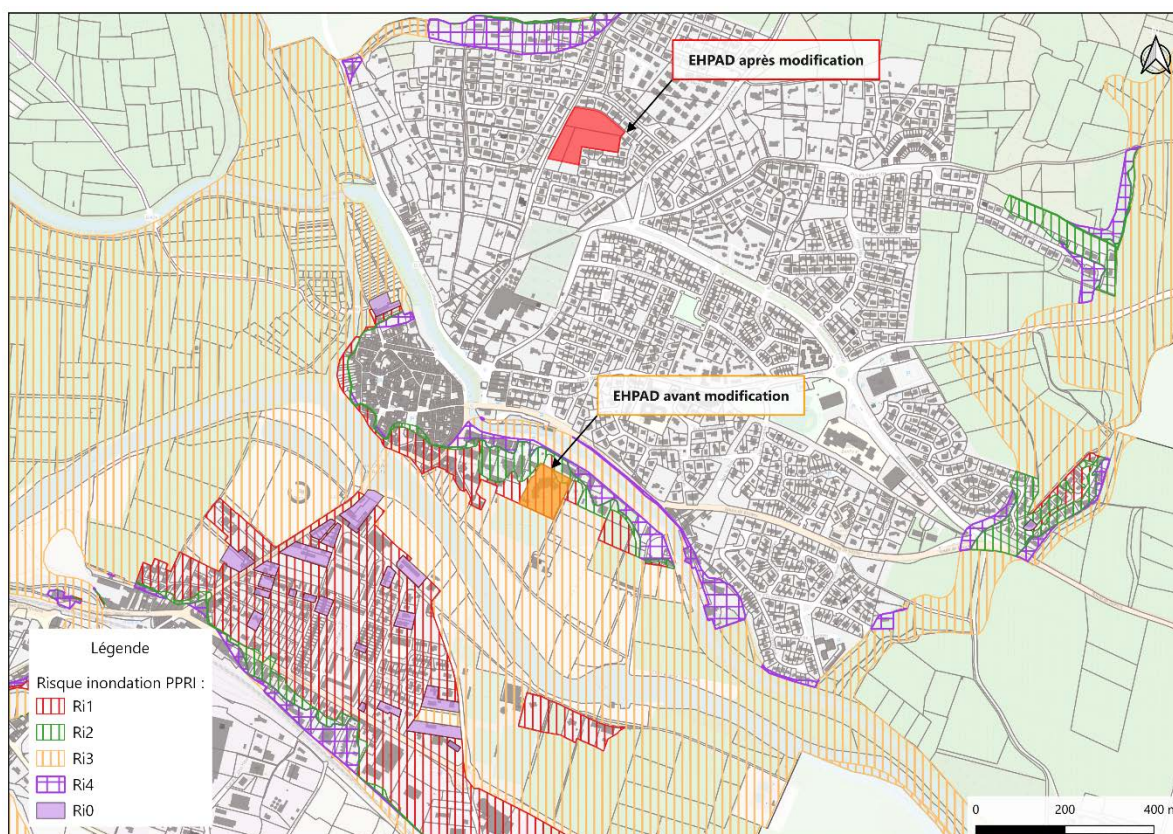 EHPAD après modification
EHPAD avant modification
Légende
Risque inondation PPRI :
Ri1
Ri2
Ri3
Ri4
Ri0
0 200 400 m